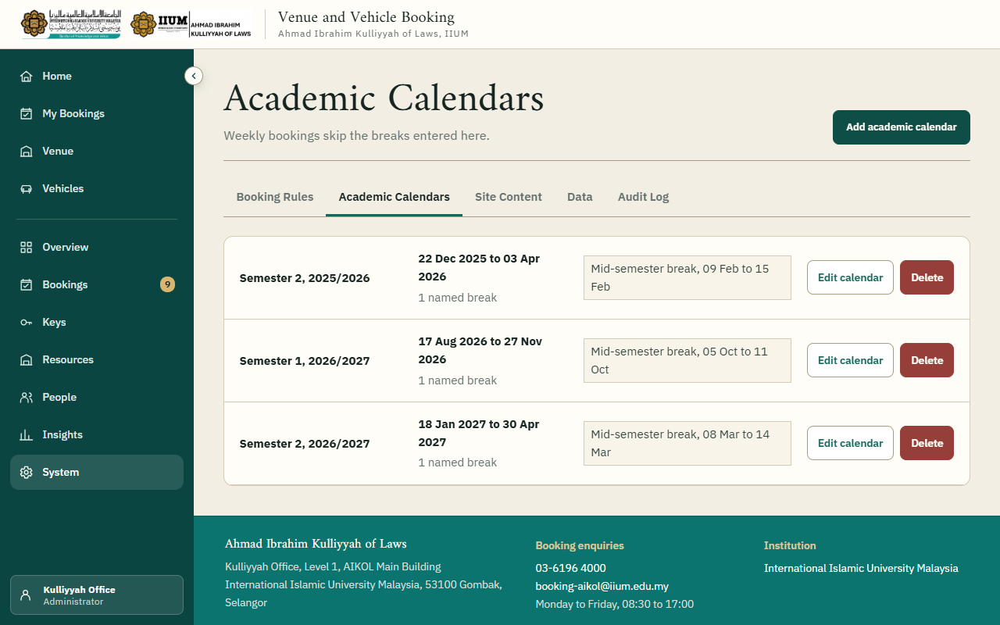 IIUM
AHMAD IBRAHIM
KULLIYYAH OF LAWS
Venue and Vehicle Booking
Ahmad Ibrahim Kulliyyah of Laws, IIUM
Home
My Bookings
Venue
Vehicles
Overview
Bookings 9
Keys
Resources
People
Insights
System
Kulliyyah Office
Administrator
Academic Calendars
Weekly bookings skip the breaks entered here.
Add academic calendar
Booking Rules Academic Calendars Site Content Data Audit Log
Semester 2, 2025/2026
22 Dec 2025 to 03 Apr
2026
1 named break
Mid-semester break, 09 Feb to 15
Feb
Edit calendar Delete
Semester 1, 2026/2027
17 Aug 2026 to 27 Nov
2026
1 named break
Mid-semester break, 05 Oct to 11
Oct
Edit calendar Delete
Semester 2, 2026/2027
18 Jan 2027 to 30 Apr
2027
1 named break
Mid-semester break, 08 Mar to 14
Mar
Edit calendar Delete
Ahmad Ibrahim Kulliyyah of Laws
Kulliyyah Office, Level 1, AIKOL Main Building
International Islamic University Malaysia, 53100 Gombak,
Selangor
Booking enquiries
03-6196 4000
booking-aikol@iium.edu.my
Monday to Friday, 08:30 to 17:00
Institution
International Islamic University Malaysia